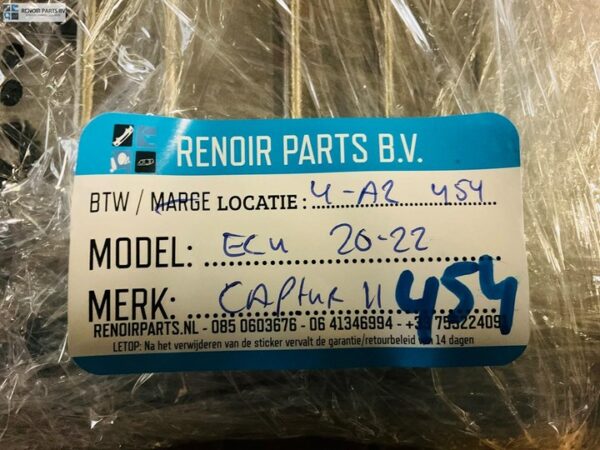 RENOIR PARTS B.V.
RENOIR PARTS B.V.
BTW / MARGE LOCATIE : 4-A2 454
MODEL: ECU 20-22
MERK: CAPTUR II 454
RENOIRPARTS.NL - 085 0603676 - 06 41346994 -
LETOP: Na het verwijderen van de sticker vervalt de garantie/retourbeleid van 14 dagen